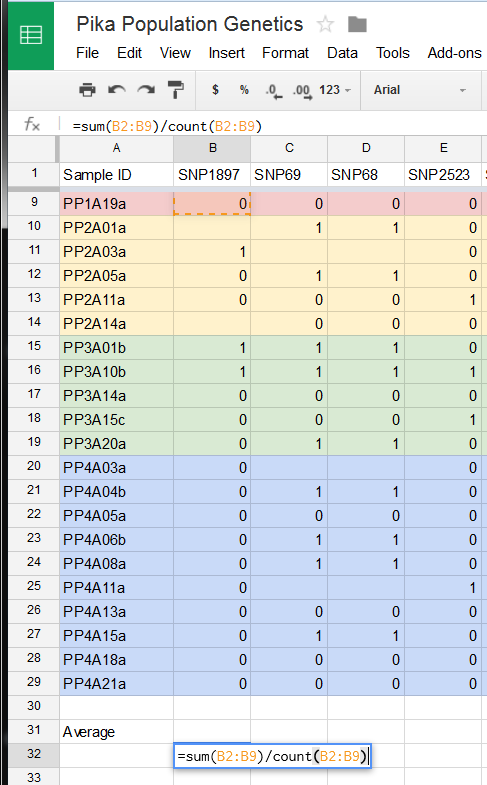 Pika Population Genetics
File Edit View Insert Format Data Tools Add-ons
$ % .0 .00 123 Arial
fx =sum(B2:B9)/count(B2:B9)
A B C D E
1 Sample ID SNP1897 SNP69 SNP68 SNP2523
9 PP1A19a 0 0 0 0
10 PP2A01a 1 1 0
11 PP2A03a 1 0
12 PP2A05a 0 1 1 0
13 PP2A11a 0 0 0 1
14 PP2A14a 0 0 0
15 PP3A01b 1 1 1 0
16 PP3A10b 1 1 1 1
17 PP3A14a 0 0 0 0
18 PP3A15c 0 0 0 1
19 PP3A20a 0 1 1 0
20 PP4A03a 0 0
21 PP4A04b 0 1 1 0
22 PP4A05a 0 0 0 0
23 PP4A06b 0 1 1 0
24 PP4A08a 0 1 1 0
25 PP4A11a 0 1
26 PP4A13a 0 0 0 0
27 PP4A15a 0 1 1 0
28 PP4A18a 0 0 0 0
29 PP4A21a 0 0 0 0
30
31 Average
32 =sum(B2:B9)/count(B2:B9)
33